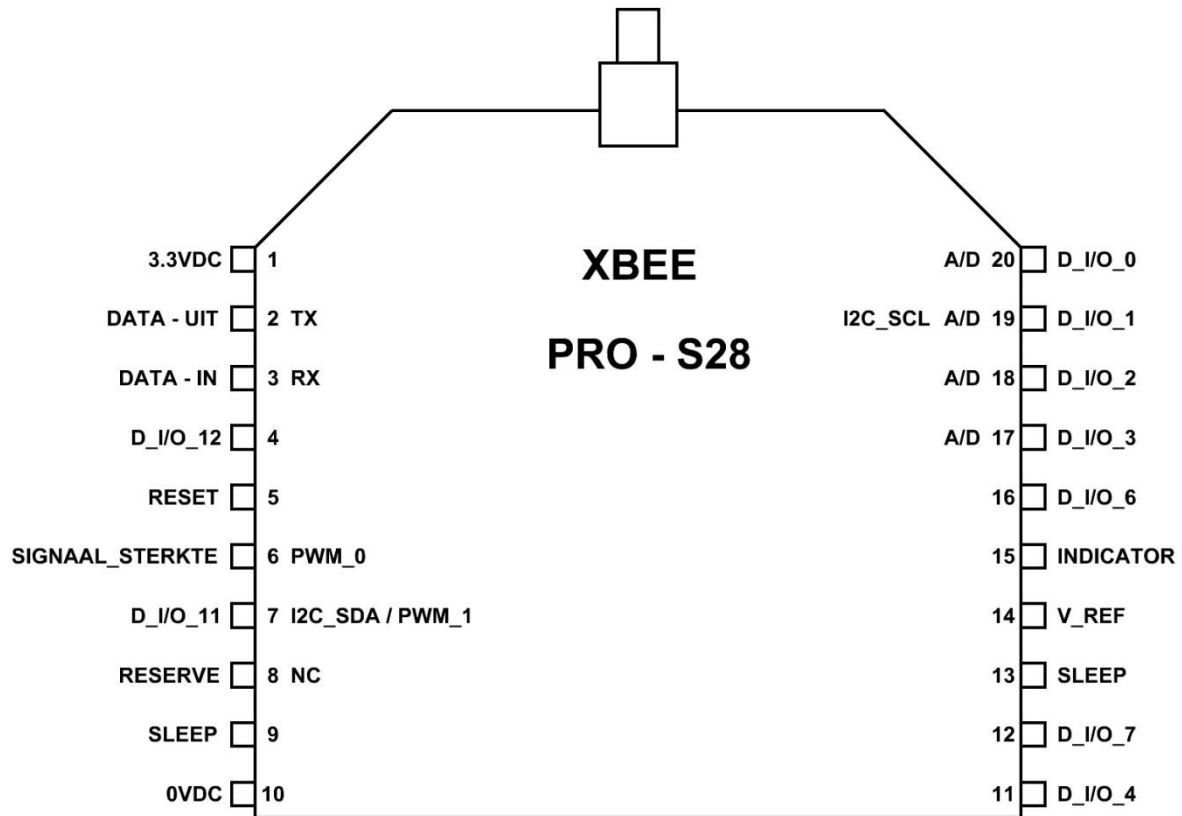 XBEE
PRO - S28
3.3VDC 1
DATA - UIT 2 TX
DATA - IN 3 RX
D_I/O_12 4
RESET 5
SIGNAAL_STERKTE 6 PWM_0
D_I/O_11 7 I2C_SDA / PWM_1
RESERVE 8 NC
SLEEP 9
0VDC 10
A/D 20 D_I/O_0
I2C_SCL A/D 19 D_I/O_1
A/D 18 D_I/O_2
A/D 17 D_I/O_3
16 D_I/O_6
15 INDICATOR
14 V_REF
13 SLEEP
12 D_I/O_7
11 D_I/O_4